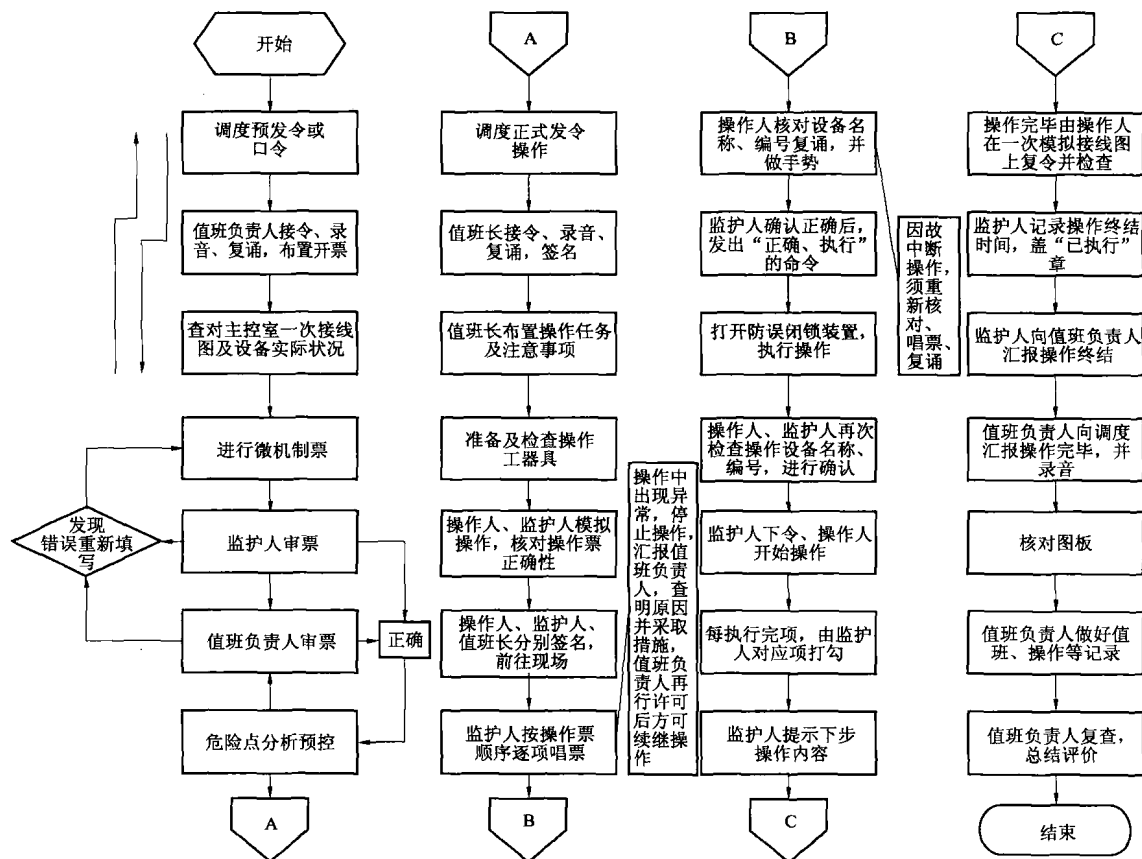 开始
调度预发令或
口令
值班负责人接令、录
音、复诵，布置开票
查对主控室一次接线
图及设备实际状况
进行微机制票
发现
错误重新填
写
监护人审票
值班负责人审票
正确
危险点分析预控
A
A
调度正式发令
操作
值班长接令、录音、
复诵，签名
值班长布置操作任务
及注意事项
准备及检查操作
工器具
操作人、监护人模拟
操作，核对操作票
正确性
操作人、监护人、
值班长分别签名，
前往现场
监护人按操作票
顺序逐项唱票
B
操作中
出现异
常，停
止操作，
汇报值
班负责
人，查
明原因
并采取
措施，
值班负
责人再
行许可
后方可
续继操
作
B
操作人核对设备名
称、编号复诵，并
做手势
监护人确认正确后，
发出“正确、执行”
的命令
打开防误闭锁装置，
执行操作
操作人、监护人再次
检查操作设备名称、
编号，进行确认
监护人下令、操作人
开始操作
每执行完项，由监护
人对应项打勾
监护人提示下步
操作内容
C
因故
中断
操作，
须重
新核
对、
唱票、
复诵
C
操作完毕由操作人
在一次模拟接线图
上复令并检查
监护人记录操作终结
时间，盖“已执行”
章
监护人向值班负责人
汇报操作终结
值班负责人向调度
汇报操作完毕，并
录音
核对图板
值班负责人做好值
班、操作等记录
值班负责人复查，
总结评价
结束